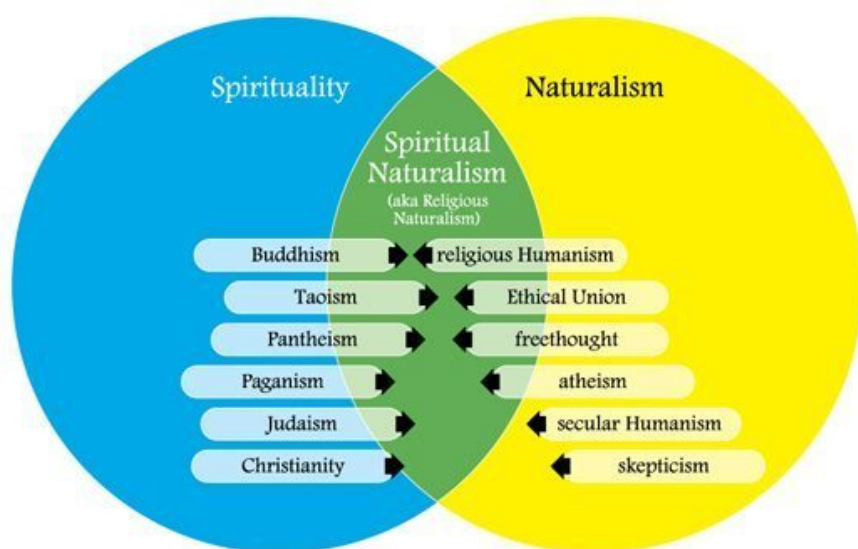 Spirituality
Naturalism
Spiritual
Naturalism
(aka Religious
Naturalism)
Buddhism
religious Humanism
Taoism
Ethical Union
Pantheism
freethought
Paganism
atheism
Judaism
secular Humanism
Christianity
skepticism